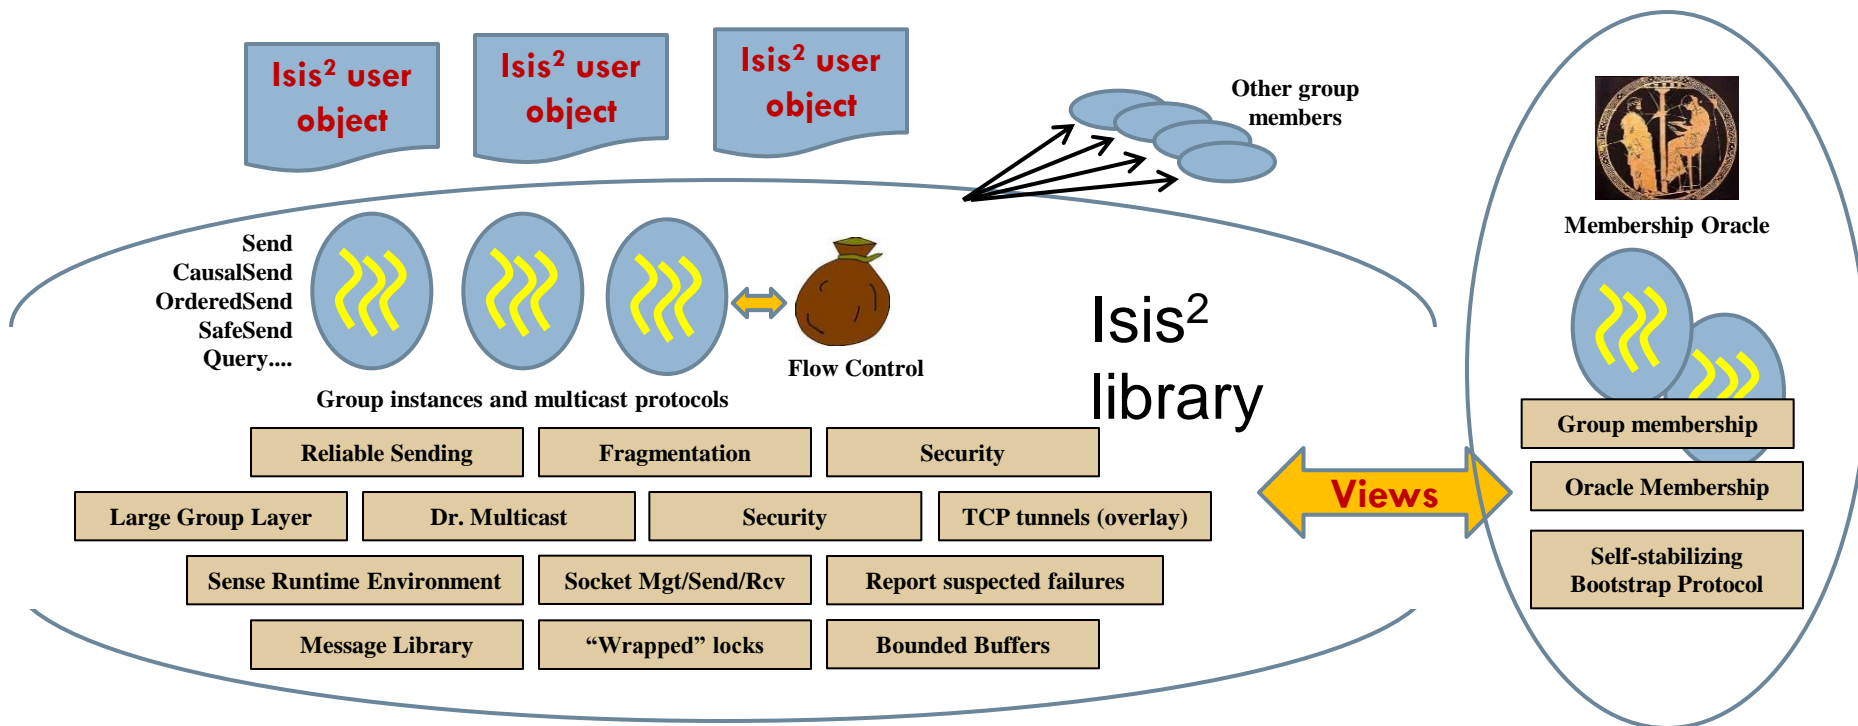 Isis² user
object
Isis² user
object
Isis² user
object
Other group
members
Membership Oracle
Send
CausalSend
OrderedSend
SafeSend
Query....
Flow Control
Isis²
library
Group instances and multicast protocols
Group membership
Reliable Sending
Fragmentation
Security
Views
Oracle Membership
Large Group Layer
Dr. Multicast
Security
TCP tunnels (overlay)
Sense Runtime Environment
Socket Mgt/Send/Rcv
Report suspected failures
Self-stabilizing
Bootstrap Protocol
Message Library
“Wrapped” locks
Bounded Buffers